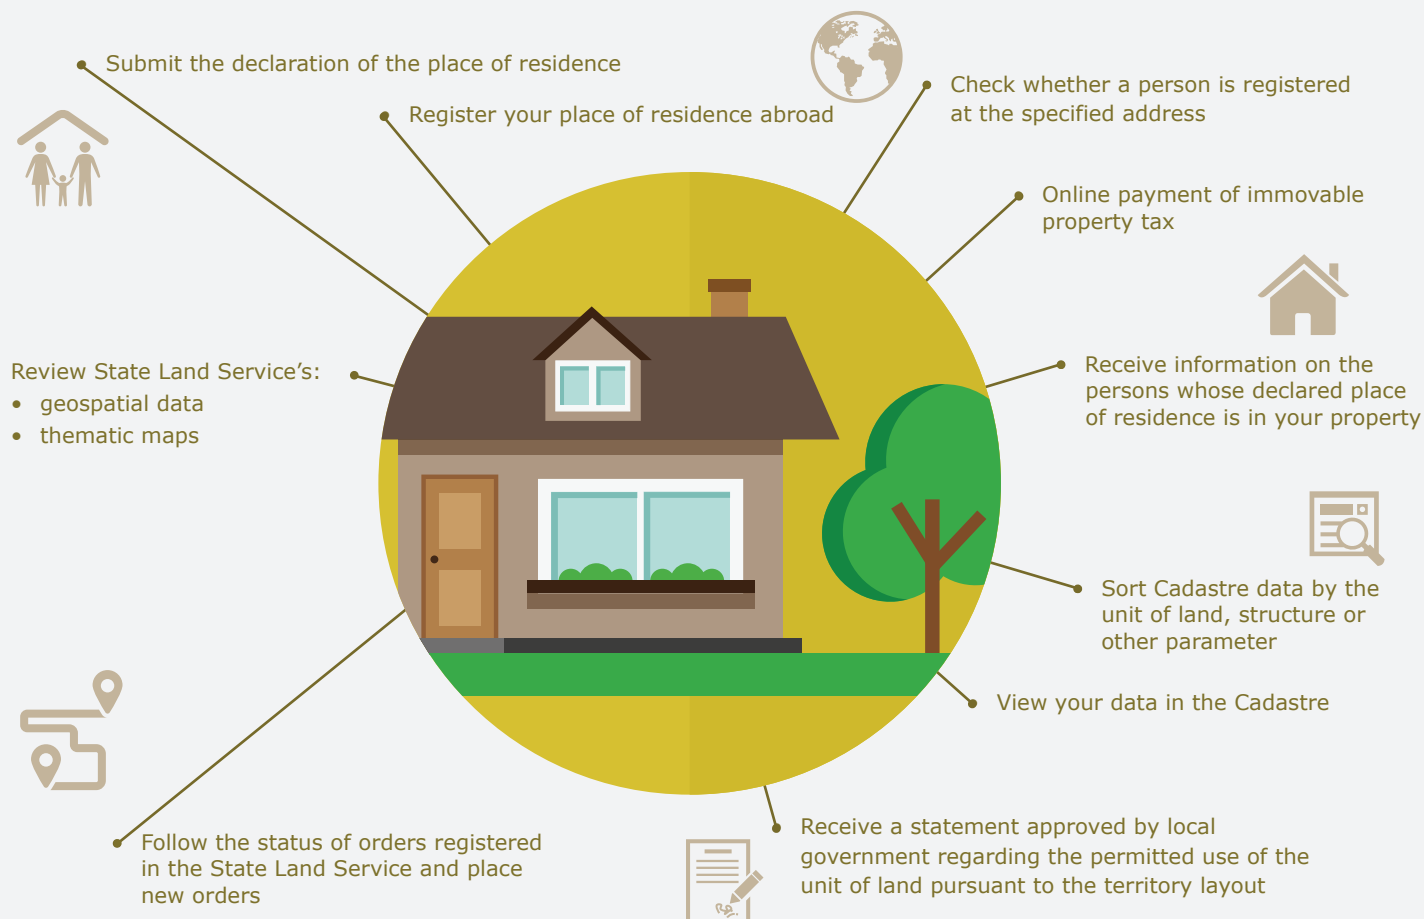 Submit the declaration of the place of residence
Register your place of residence abroad
Check whether a person is registered
at the specified address
Online payment of immovable
property tax
Review State Land Service’s:
• geospatial data
• thematic maps
Receive information on the
persons whose declared place
of residence is in your property
Sort Cadastre data by the
unit of land, structure or
other parameter
View your data in the Cadastre
Follow the status of orders registered
in the State Land Service and place
new orders
Receive a statement approved by local
government regarding the permitted use of the
unit of land pursuant to the territory layout